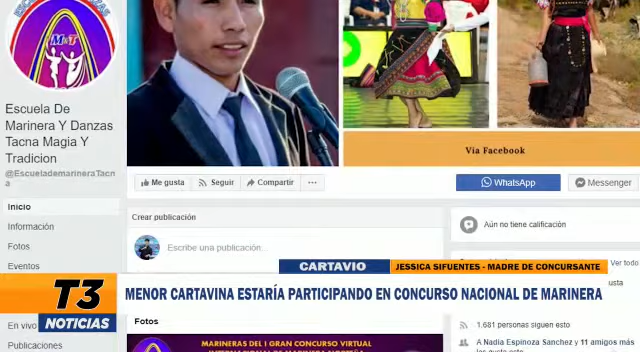 M&T
Escuela De
Marinera Y Danzas
Tacna Magia Y
Tradicion
@EscuelademarineraTacn
a
Inicio
Información
Fotos
Eventos
En vivo
Publicaciones
Vía Facebook
Me gusta
Seguir
Compartir
WhatsApp
Messenger
Crear publicación
Escribe una publicación...
Aún no tiene calificación
Ver todo
CARTAVIO
JESSICA SIFUENTES - MADRE DE CONCURSANTE
T3
NOTICIAS
MENOR CARTAVINA ESTARÍA PARTICIPANDO EN CONCURSO NACIONAL DE MARINERA
Fotos
MARINERAS DEL I GRAN CONCURSO VIRTUAL
1.681 personas siguen esto
A Nadia Espinoza Sanchez y 11 amigos más